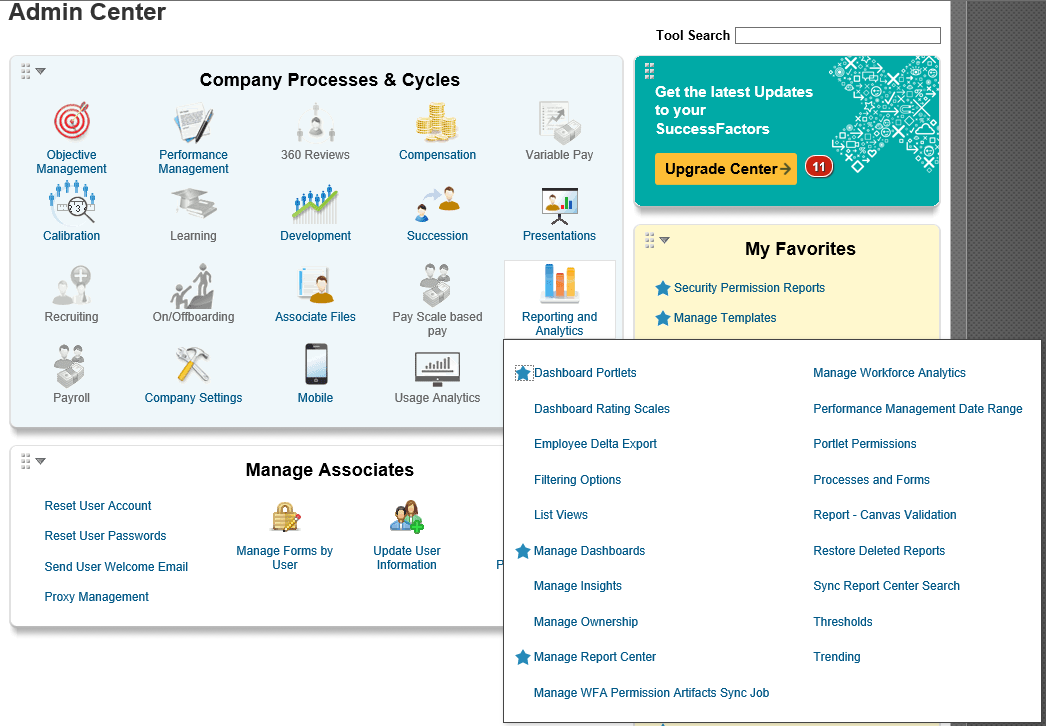 Admin Center
Tool Search
Company Processes & Cycles
Objective
Management
Performance
Management
360 Reviews
Compensation
Variable Pay
23
Calibration
Learning
Development
Succession
Presentations
Recruiting
On/Offboarding
Associate Files
Pay Scale based
pay
Reporting and
Analytics
Payroll
Company Settings
Mobile
Usage Analytics
Get the latest Updates
to your
SuccessFactors
Upgrade Center
11
My Favorites
Security Permission Reports
Manage Templates
Manage Associates
Reset User Account
Reset User Passwords
Send User Welcome Email
Proxy Management
Manage Forms by
User
Update User
Information
P
Dashboard Portlets
Dashboard Rating Scales
Employee Delta Export
Filtering Options
List Views
Manage Dashboards
Manage Insights
Manage Ownership
Manage Report Center
Manage WFA Permission Artifacts Sync Job
Manage Workforce Analytics
Performance Management Date Range
Portlet Permissions
Processes and Forms
Report - Canvas Validation
Restore Deleted Reports
Sync Report Center Search
Thresholds
Trending